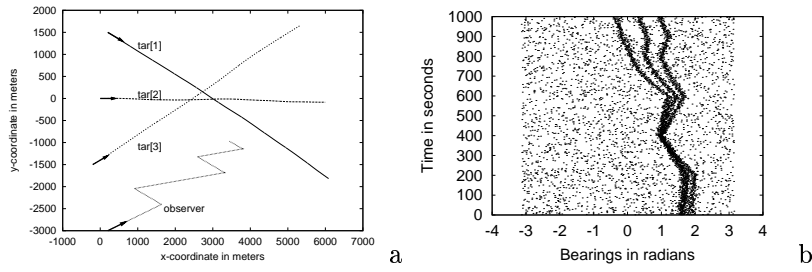 2000
1500
1000
500
0
-500
-1000
-1500
-2000
-2500
-3000
-1000 0 1000 2000 3000 4000 5000 6000 7000
y-coordinate in meters
x-coordinate in meters
tar[1]
tar[2]
tar[3]
observer
a
1000
900
800
700
600
500
400
300
200
100
0
-4 -3 -2 -1 0 1 2 3 4
Time in seconds
Bearings in radians
b